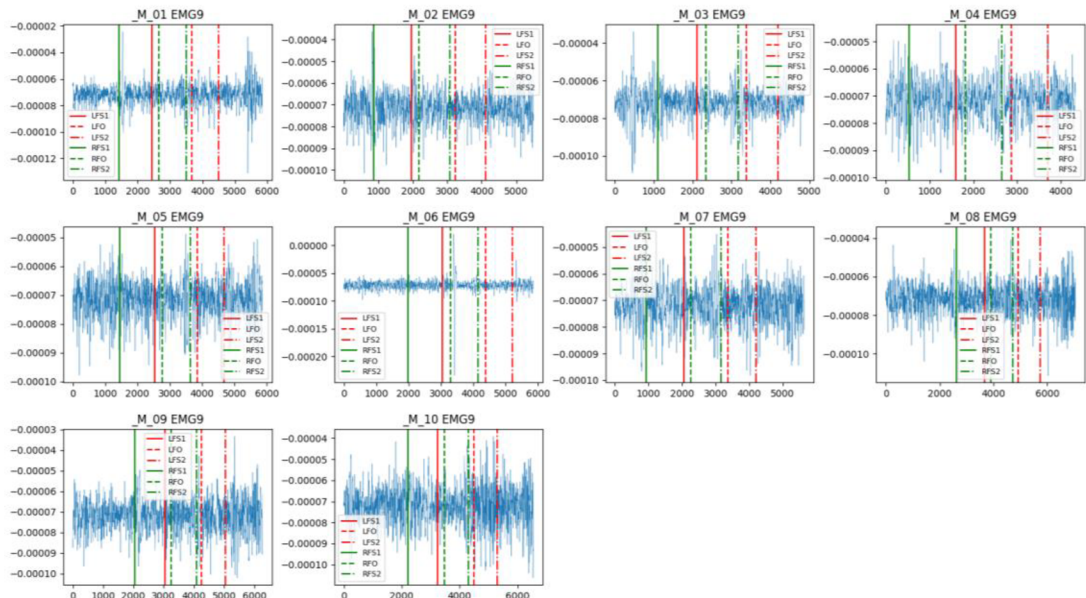 _M_01 EMG9
−0.00002
−0.00004
−0.00006
−0.00008
−0.00010
−0.00012
LFS1
LFO
LFS2
RFS1
RFO
RFS2
0 1000 2000 3000 4000 5000 6000
_M_02 EMG9
−0.00004
−0.00005
−0.00006
−0.00007
−0.00008
−0.00009
−0.00010
LFS1
LFO
LFS2
RFS1
RFO
RFS2
0 1000 2000 3000 4000 5000
_M_03 EMG9
−0.00004
−0.00006
−0.00008
−0.00010
LFS1
LFO
LFS2
RFS1
RFO
RFS2
0 1000 2000 3000 4000 5000
_M_04 EMG9
−0.00005
−0.00006
−0.00007
−0.00008
−0.00009
−0.00010
LFS1
LFO
LFS2
RFS1
RFO
RFS2
0 1000 2000 3000 4000
_M_05 EMG9
−0.00005
−0.00006
−0.00007
−0.00008
−0.00009
−0.00010
LFS1
LFO
LFS2
RFS1
RFO
RFS2
0 1000 2000 3000 4000 5000 6000
_M_06 EMG9
0.00000
−0.00005
−0.00010
−0.00015
−0.00020
LFS1
LFO
LFS2
RFS1
RFO
RFS2
0 1000 2000 3000 4000 5000 6000
_M_07 EMG9
−0.00005
−0.00006
−0.00007
−0.00008
−0.00009
−0.00010
LFS1
LFO
LFS2
RFS1
RFO
RFS2
0 1000 2000 3000 4000 5000
_M_08 EMG9
−0.00004
−0.00006
−0.00008
−0.00010
LFS1
LFO
LFS2
RFS1
RFO
RFS2
0 2000 4000 6000
_M_09 EMG9
−0.00003
−0.00004
−0.00005
−0.00006
−0.00007
−0.00008
−0.00009
−0.00010
LFS1
LFO
LFS2
RFS1
RFO
RFS2
0 1000 2000 3000 4000 5000 6000
_M_10 EMG9
−0.00004
−0.00005
−0.00006
−0.00007
−0.00008
−0.00009
−0.00010
LFS1
LFO
LFS2
RFS1
RFO
RFS2
0 2000 4000 6000